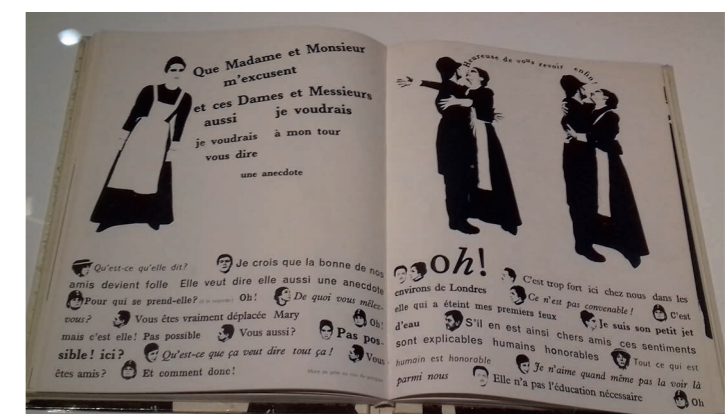 Que Madame et Monsieur
m'excusent
et ces Dames et Messieurs
aussi je voudrais
je voudrais à mon tour
vous dire
une anecdote
Qu'est-ce qu'elle dit? Je crois que la bonne de nos
amis devient folle Elle veut dire elle aussi une anecdote
Pour qui se prend-elle? Oh! De quoi vous mêlez-
vous? Vous êtes vraiment déplacée Mary Oh!
mais c'est elle! Pas possible Vous aussi? Pas pos-
sible! ici? Qu'est-ce que ça veut dire tout ça! Vous
êtes amis? Et comment donc!
Heureuse de vous revoir enfin!
oh! C'est trop fort ici chez nous dans les
environs de Londres Ce n'est pas convenable! C'est
elle qui a éteint mes premiers feux Je suis son petit jet
d'eau S'il en est ainsi chers amis ces sentiments
sont explicables humains honorables Tout ce qui est
humain est honorable Je n'aime quand même pas la voir là
parmi nous Elle n'a pas l'éducation nécessaire Oh